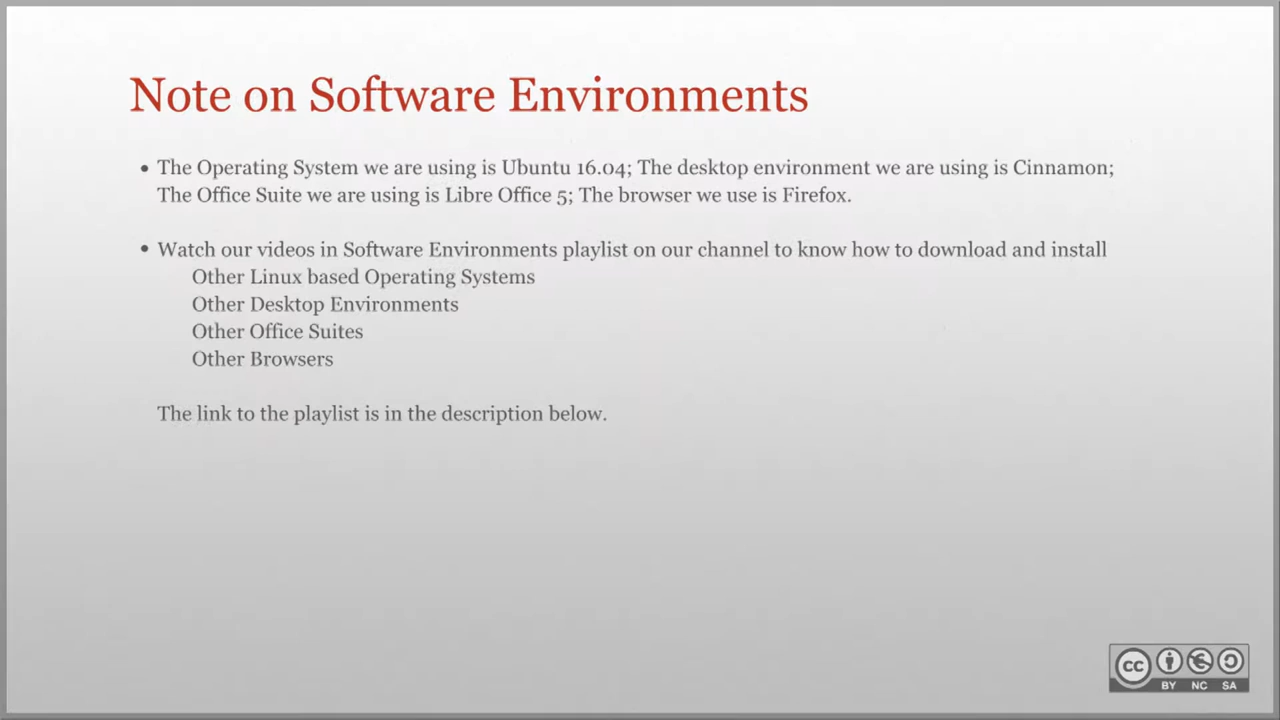 Note on Software Environments
• The Operating System we are using is Ubuntu 16.04; The desktop environment we are using is Cinnamon;
The Office Suite we are using is Libre Office 5; The browser we use is Firefox.
• Watch our videos in Software Environments playlist on our channel to know how to download and install
Other Linux based Operating Systems
Other Desktop Environments
Other Office Suites
Other Browsers
The link to the playlist is in the description below.
cc
BY NC SA